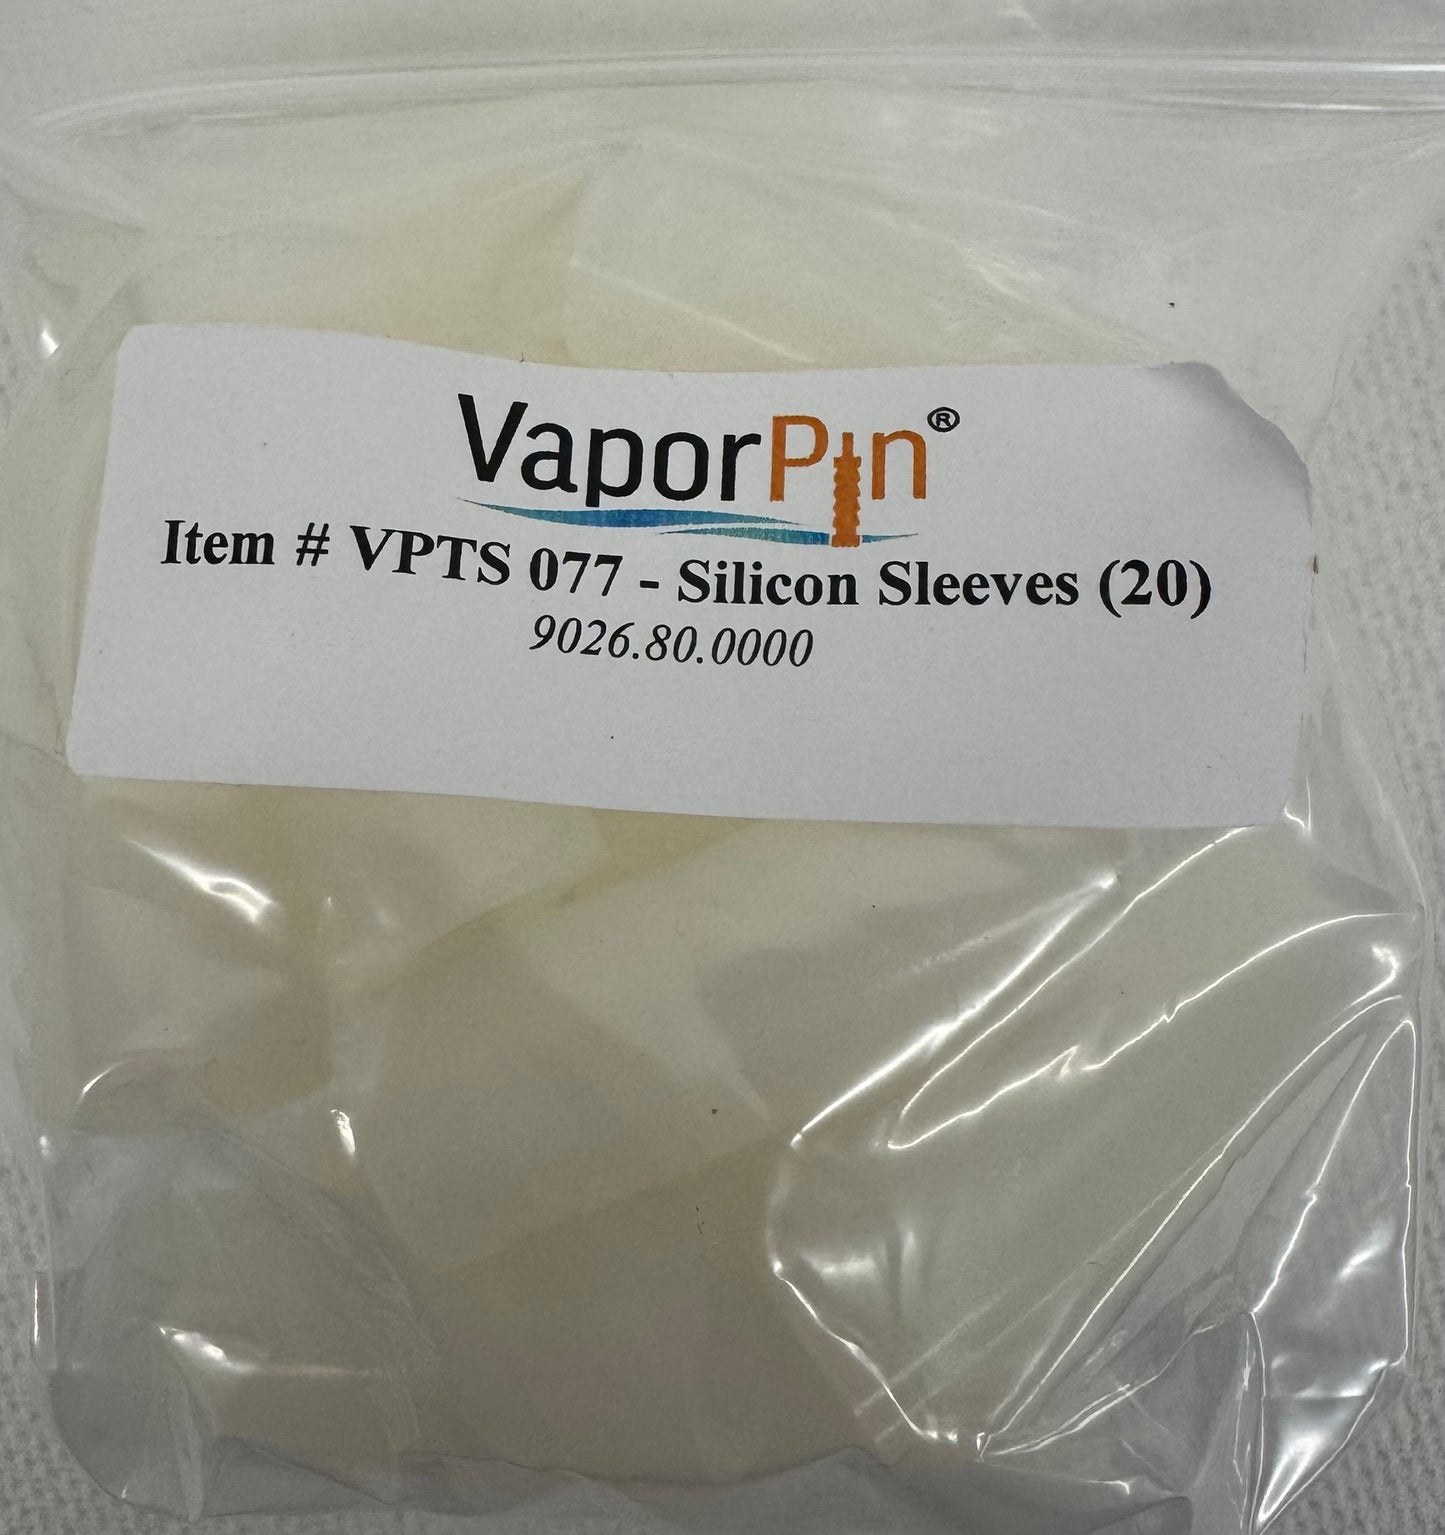 VaporPin®
Item # VPTS 077 - Silicon Sleeves (20)
9026.80.0000